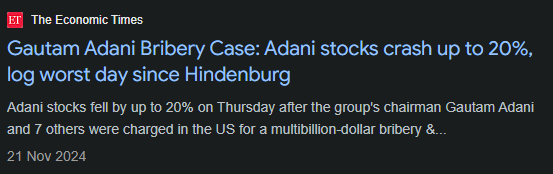 ET The Economic Times
Gautam Adani Bribery Case: Adani stocks crash up to 20%,
log worst day since Hindenburg
Adani stocks fell by up to 20% on Thursday after the group's chairman Gautam Adani
and 7 others were charged in the US for a multibillion-dollar bribery &...
21 Nov 2024